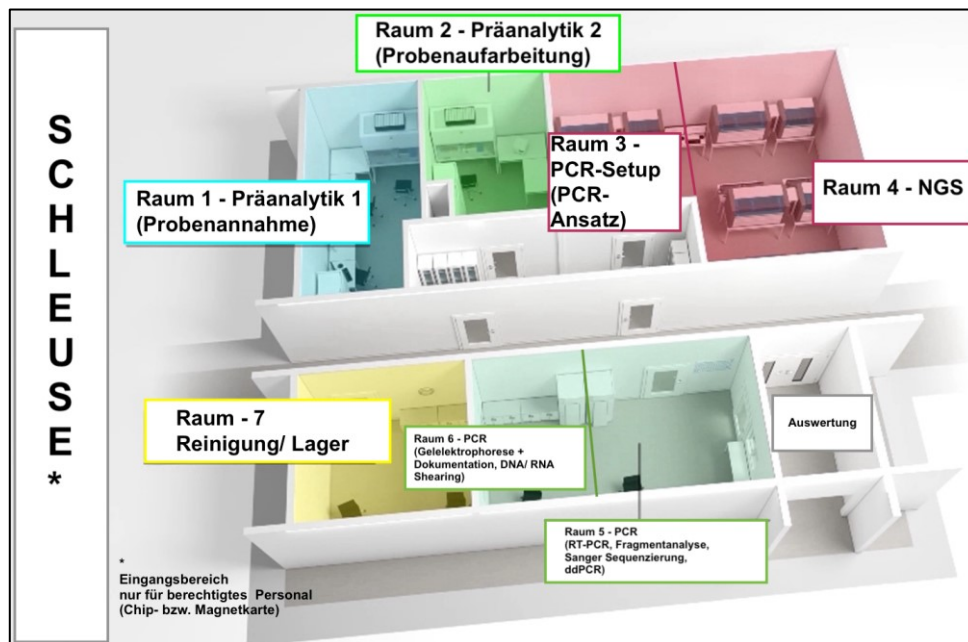 SCHLEUSE*
Raum 2 - Präanalytik 2
(Probenaufarbeitung)
Raum 1 - Präanalytik 1
(Probenannahme)
Raum 3 -
PCR-Setup
(PCR-
Ansatz)
Raum 4 - NGS
Raum - 7
Reinigung/ Lager
Raum 6 - PCR
(Gelelektrophorese +
Dokumentation, DNA/ RNA
Shearing)
Auswertung
Raum 5 - PCR
(RT-PCR, Fragmentanalyse,
Sanger Sequenzierung,
ddPCR)
*
Eingangsbereich
nur für berechtigtes Personal
(Chip- bzw. Magnetkarte)